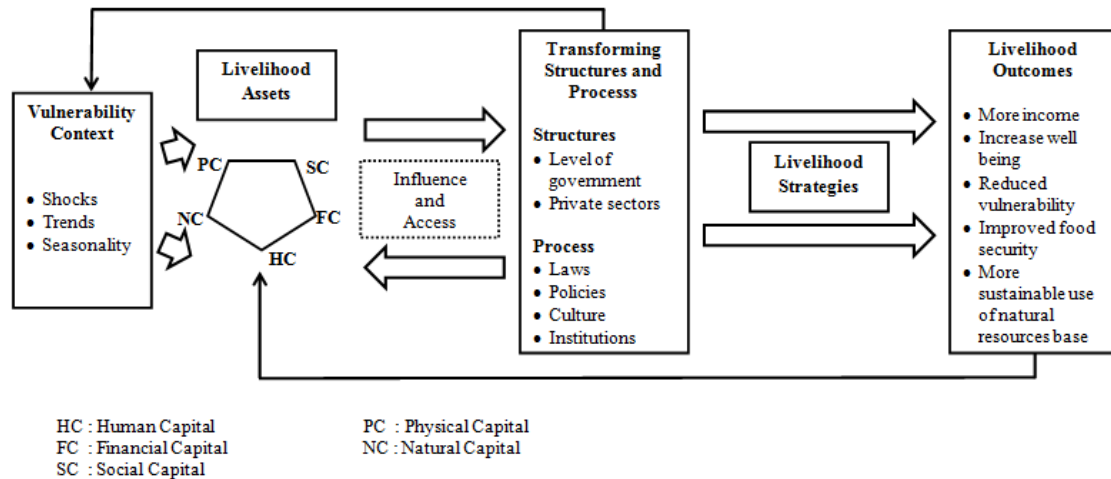 Vulnerability
Context
• Shocks
• Trends
• Seasonality
Livelihood
Assets
PC
SC
NC
FC
HC
Influence
and
Access
Transforming
Structures and
Processs
Structures
• Level of
government
• Private sectors
Process
• Laws
• Policies
• Culture
• Institutions
Livelihood
Strategies
Livelihood
Outcomes
• More income
• Increase well
being
• Reduced
vulnerability
• Improved food
security
• More
sustainable use
of natural
resources base
HC : Human Capital
FC : Financial Capital
SC : Social Capital
PC : Physical Capital
NC : Natural Capital